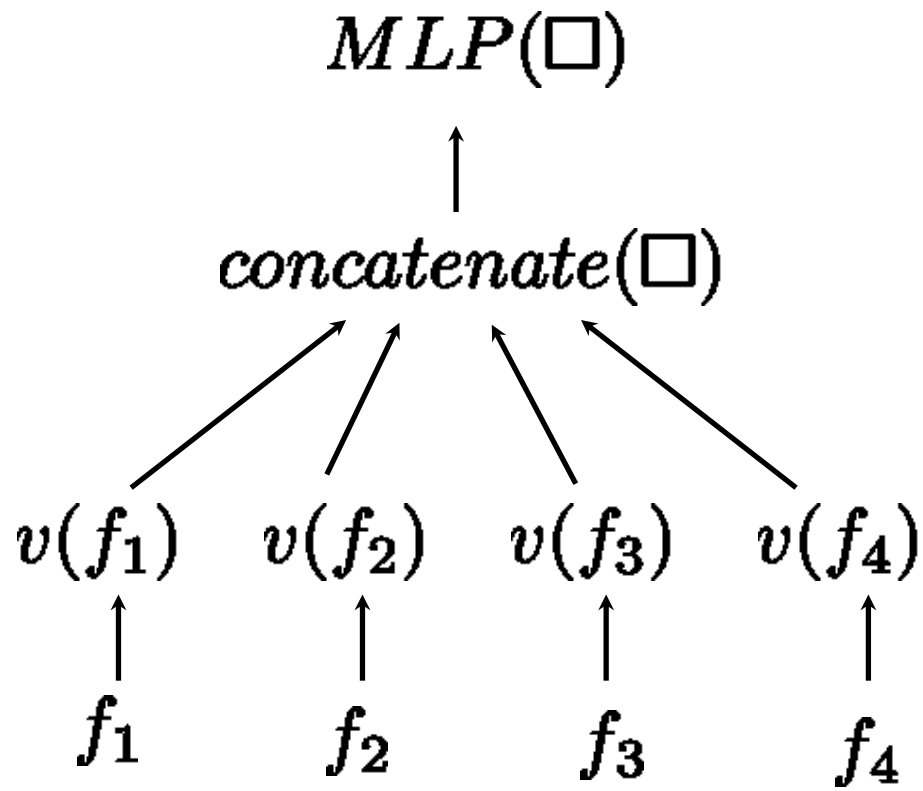 MLP(□)
concatenate(□)
v(f₁) v(f₂) v(f₃) v(f₄)
f₁ f₂ f₃ f₄